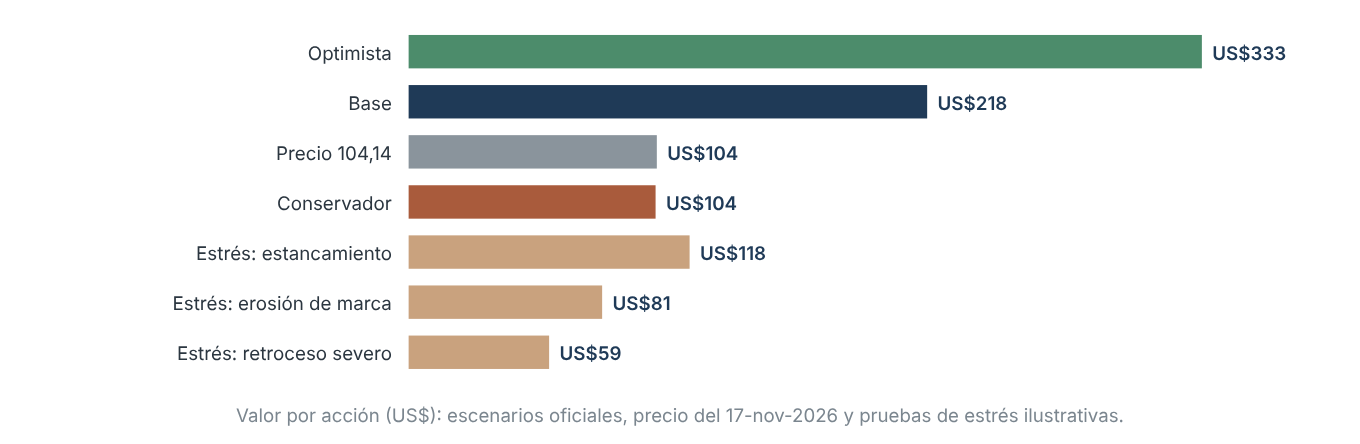 Optimista US$333
Base US$218
Precio 104,14 US$104
Conservador US$104
Estrés: estancamiento US$118
Estrés: erosión de marca US$81
Estrés: retroceso severo US$59
Valor por acción (US$): escenarios oficiales, precio del 17-nov-2026 y pruebas de estrés ilustrativas.